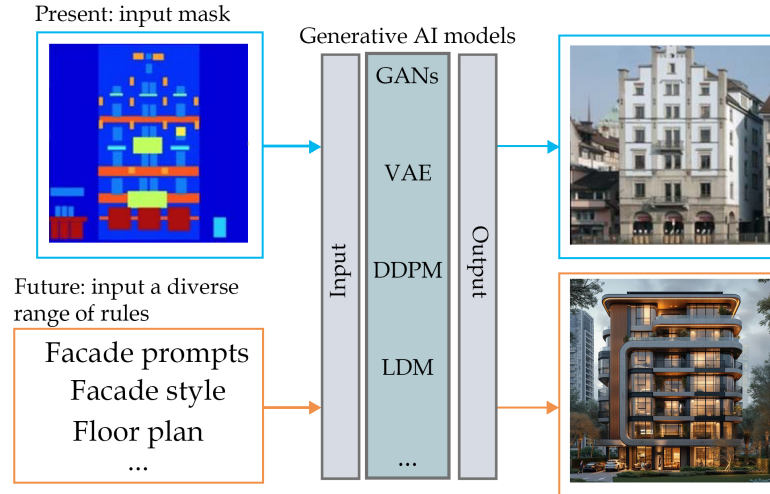 Present: input mask
Generative AI models
GANs
VAE
DDPM
LDM
...
Input
Output
Future: input a diverse
range of rules
Facade prompts
Facade style
Floor plan
...